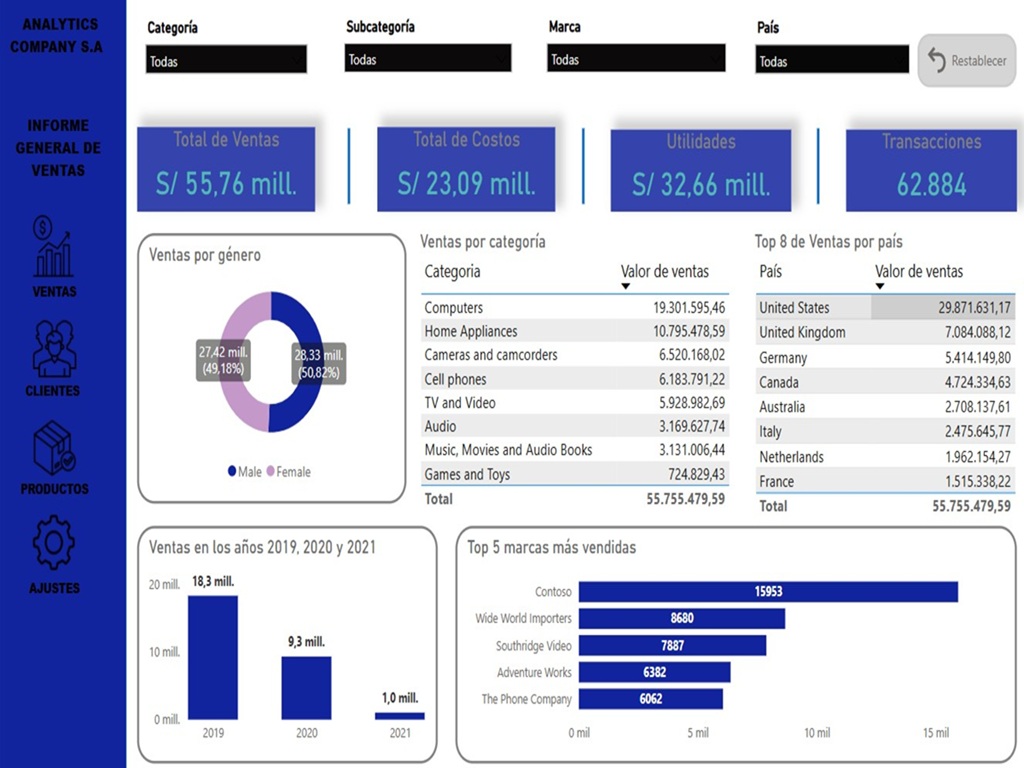 ANALYTICS
COMPANY S.A
INFORME
GENERAL DE
VENTAS
VENTAS
CLIENTES
PRODUCTOS
AJUSTES
Categoría
Todas
Subcategoría
Todas
Marca
Todas
País
Todas
Restablecer
Total de Ventas
S/ 55,76 mill.
Total de Costos
S/ 23,09 mill.
Utilidades
S/ 32,66 mill.
Transacciones
62.884
Ventas por género
27,42 mill.
(49,18%)
28,33 mill.
(50,82%)
Male Female
Ventas por categoría
Categoria Valor de ventas
Computers 19.301.595,46
Home Appliances 10.795.478,59
Cameras and camcorders 6.520.168,02
Cell phones 6.183.791,22
TV and Video 5.928.982,69
Audio 3.169.627,74
Music, Movies and Audio Books 3.131.006,44
Games and Toys 724.829,43
Total 55.755.479,59
Top 8 de Ventas por país
País Valor de ventas
United States 29.871.631,17
United Kingdom 7.084.088,12
Germany 5.414.149,80
Canada 4.724.334,63
Australia 2.708.137,61
Italy 2.475.645,77
Netherlands 1.962.154,27
France 1.515.338,22
Total 55.755.479,59
Ventas en los años 2019, 2020 y 2021
20 mill.
10 mill.
0 mill.
18,3 mill.
9,3 mill.
1,0 mill.
2019 2020 2021
Top 5 marcas más vendidas
Contoso 15953
Wide World Importers 8680
Southridge Video 7887
Adventure Works 6382
The Phone Company 6062
0 mil 5 mil 10 mil 15 mil